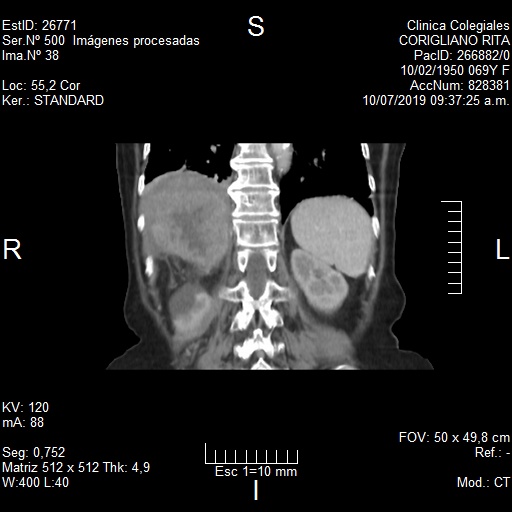 EstID: 26771
Ser.Nº 500 Imágenes procesadas
Ima.Nº 38
Loc: 55,2 Cor
Ker.: STANDARD
S
Clinica Colegiales
CORIGLIANO RITA
PacID: 266882/0
10/02/1950 069Y F
AccNum: 828381
10/07/2019 09:37:25 a.m.
R
L
KV: 120
mA: 88
Seg: 0,752
Matriz 512 x 512 Thk: 4,9
W:400 L:40
Esc 1=10 mm
I
FOV: 50 x 49,8 cm
Ref.: -
Mod.: CT